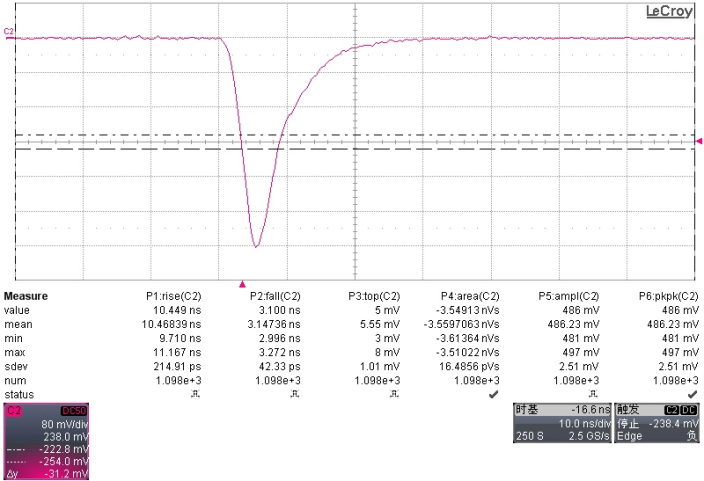 LeCroy
C2
Measure P1:rise(C2) P2:fall(C2) P3:top(C2) P4:area(C2) P5:ampl(C2) P6:pkpk(C2)
value 10.449 ns 3.100 ns 5 mV -3.54913 nVs 486 mV 486 mV
mean 10.46839 ns 3.14736 ns 5.55 mV -3.5597063 nVs 486.23 mV 486.23 mV
min 9.710 ns 2.996 ns 3 mV -3.61364 nVs 481 mV 481 mV
max 11.167 ns 3.272 ns 8 mV -3.51022 nVs 497 mV 497 mV
sdev 214.91 ps 42.33 ps 1.01 mV 16.4856 pVs 2.51 mV 2.51 mV
num 1.098e+3 1.098e+3 1.098e+3 1.098e+3 1.098e+3 1.098e+3
status
C2 DC50
80 mV/div
238.0 mV
-222.8 mV
-254.0 mV
Δy -31.2 mV
时基 -16.6 ns
10.0 ns/div
250 S 2.5 GS/s
触发 C2 DC
停止 -238.4 mV
Edge 负